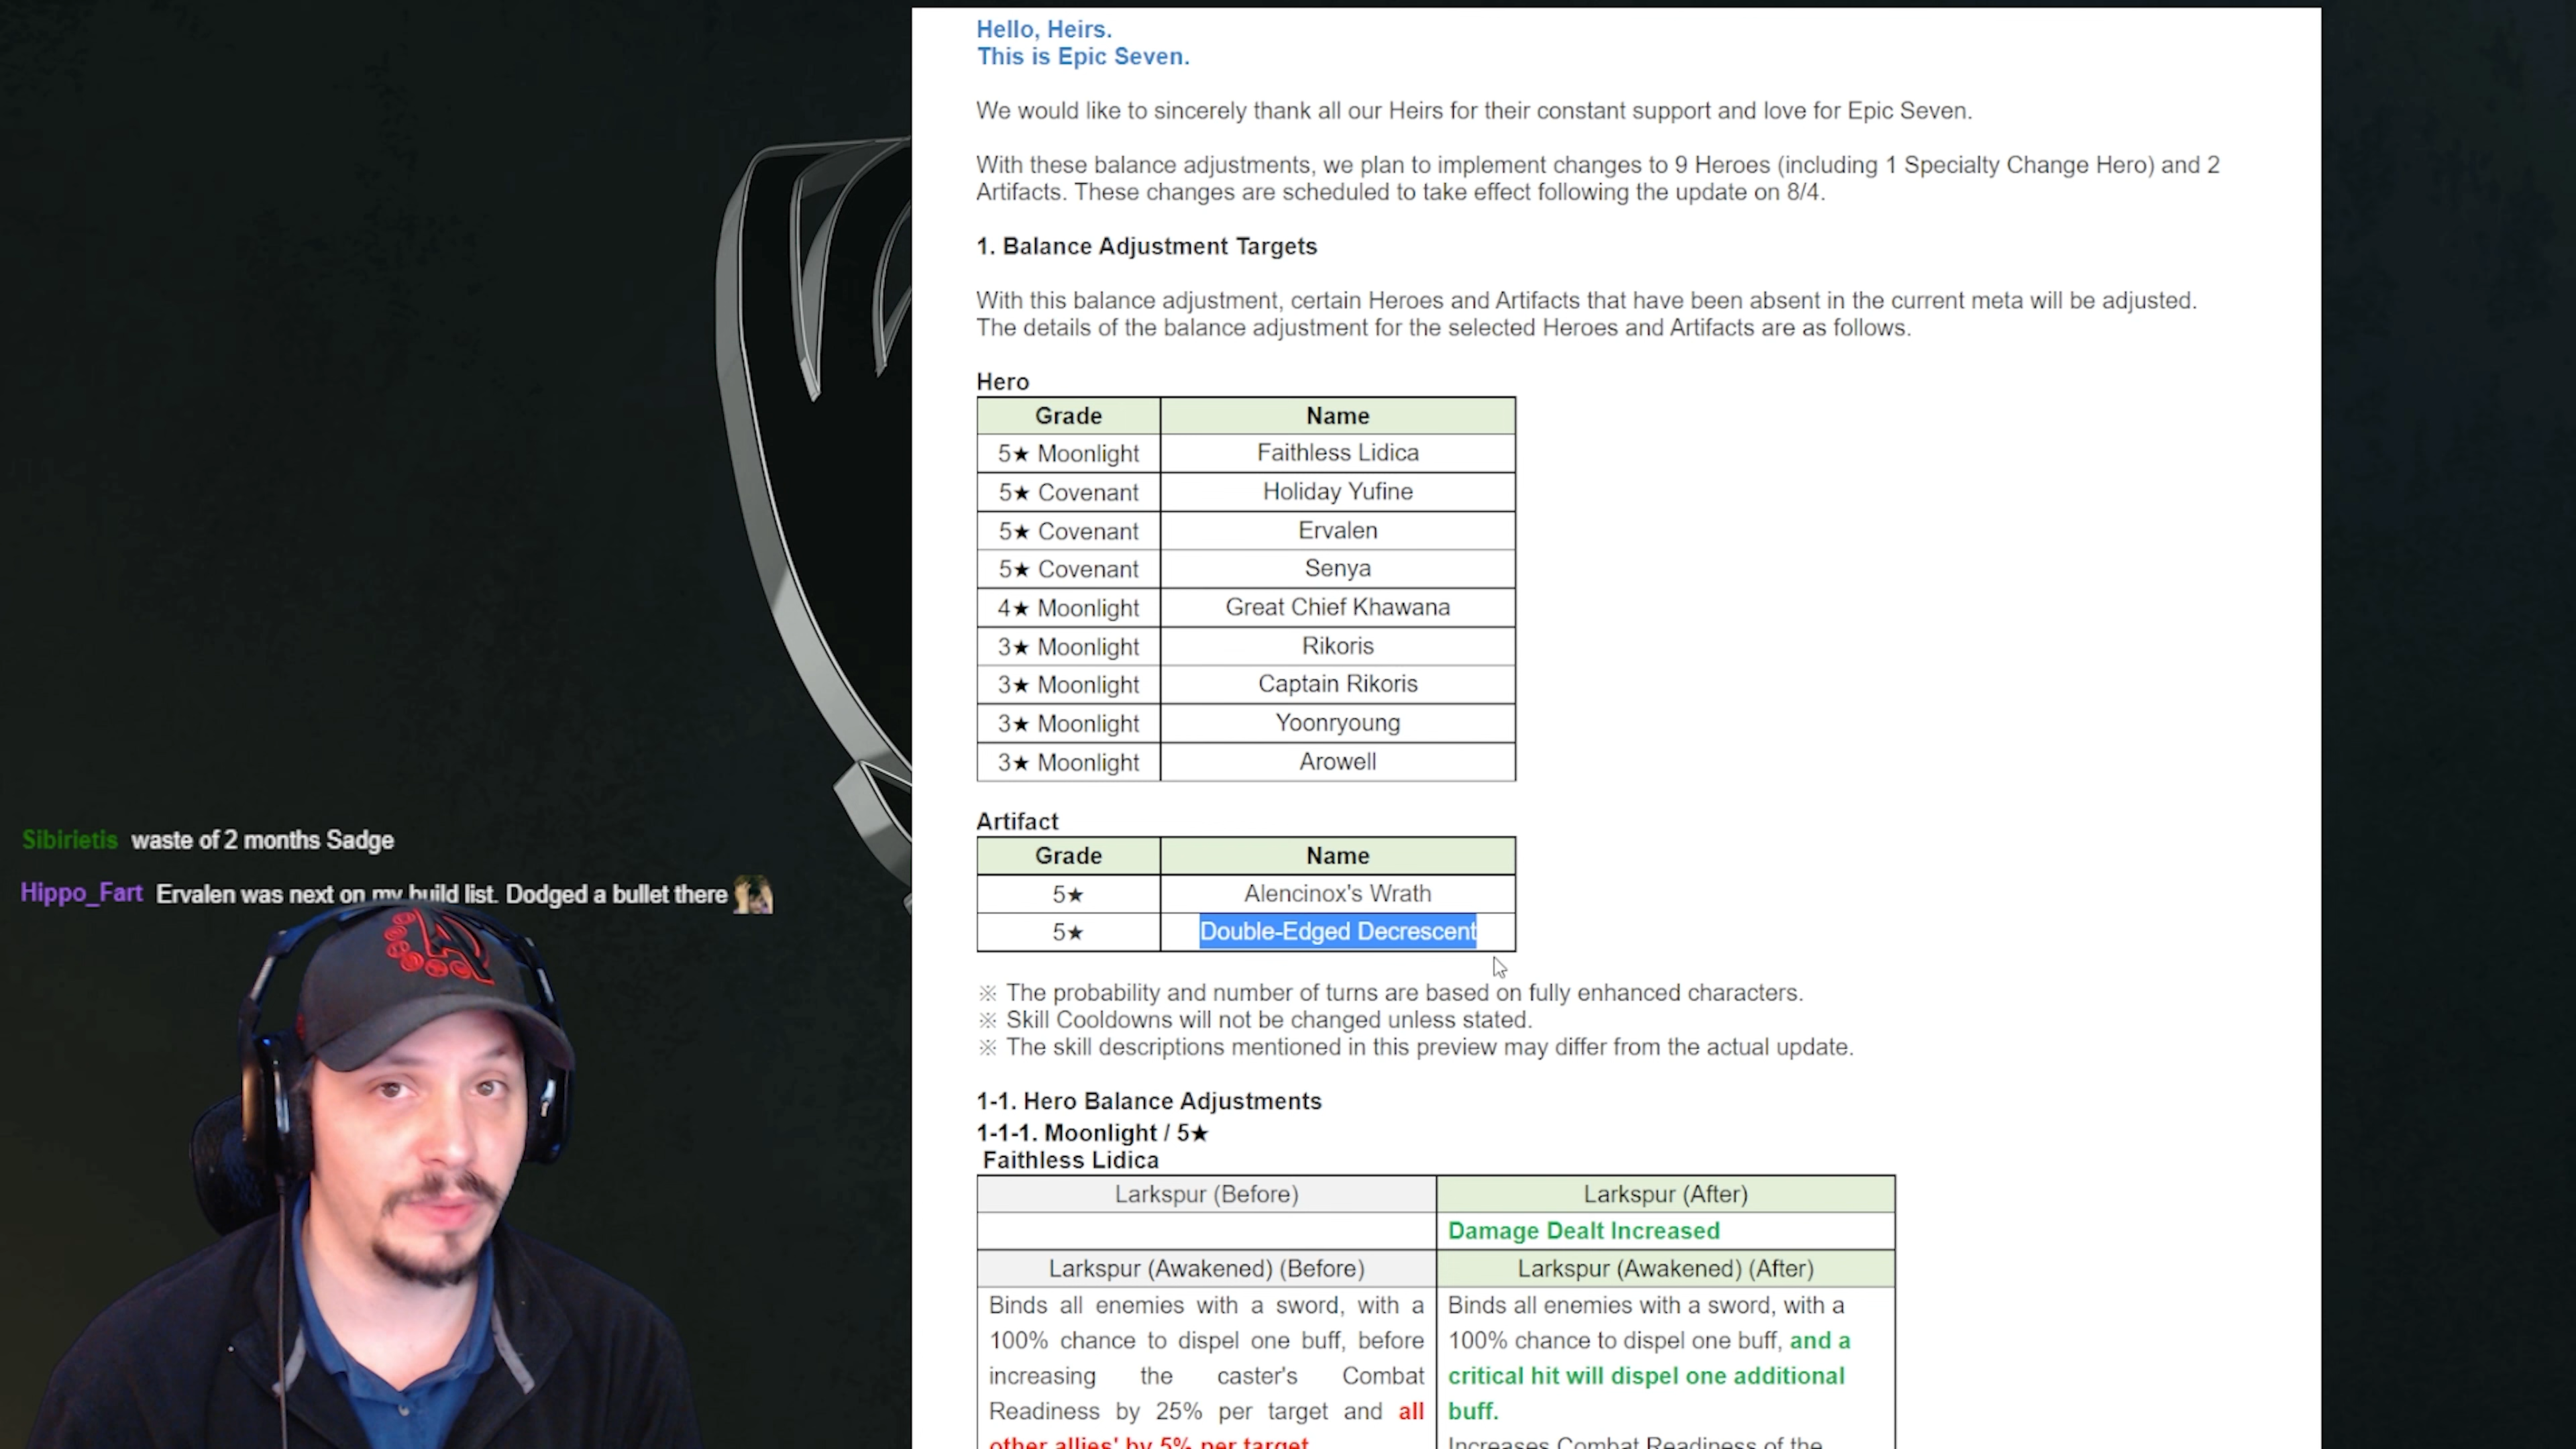 Hello, Heirs.
This is Epic Seven.
We would like to sincerely thank all our Heirs for their constant support and love for Epic Seven.
With these balance adjustments, we plan to implement changes to 9 Heroes (including 1 Specialty Change Hero) and 2
Artifacts. These changes are scheduled to take effect following the update on 8/4.
1. Balance Adjustment Targets
With this balance adjustment, certain Heroes and Artifacts that have been absent in the current meta will be adjusted.
The details of the balance adjustment for the selected Heroes and Artifacts are as follows.
Hero
Grade Name
5★ Moonlight Faithless Lidica
5★ Covenant Holiday Yufine
5★ Covenant Ervalen
5★ Covenant Senya
4★ Moonlight Great Chief Khawana
3★ Moonlight Rikoris
3★ Moonlight Captain Rikoris
3★ Moonlight Yoonryoung
3★ Moonlight Arowell
Artifact
Grade Name
5★ Alencinox's Wrath
5★ Double-Edged Decrescent
※ The probability and number of turns are based on fully enhanced characters.
※ Skill Cooldowns will not be changed unless stated.
※ The skill descriptions mentioned in this preview may differ from the actual update.
1-1. Hero Balance Adjustments
1-1-1. Moonlight / 5★
Faithless Lidica
Larkspur (Before) Larkspur (After)
Damage Dealt Increased
Larkspur (Awakened) (Before) Larkspur (Awakened) (After)
Binds all enemies with a sword, with a
100% chance to dispel one buff, before
increasing the caster's Combat
Readiness by 25% per target and all
other allies' by 5% per target
Binds all enemies with a sword, with a
100% chance to dispel one buff, and a
critical hit will dispel one additional
buff.
Increases Combat Readiness of the
Sibirietis waste of 2 months Sadge
Hippo_Fart Ervalen was next on my build list. Dodged a bullet there